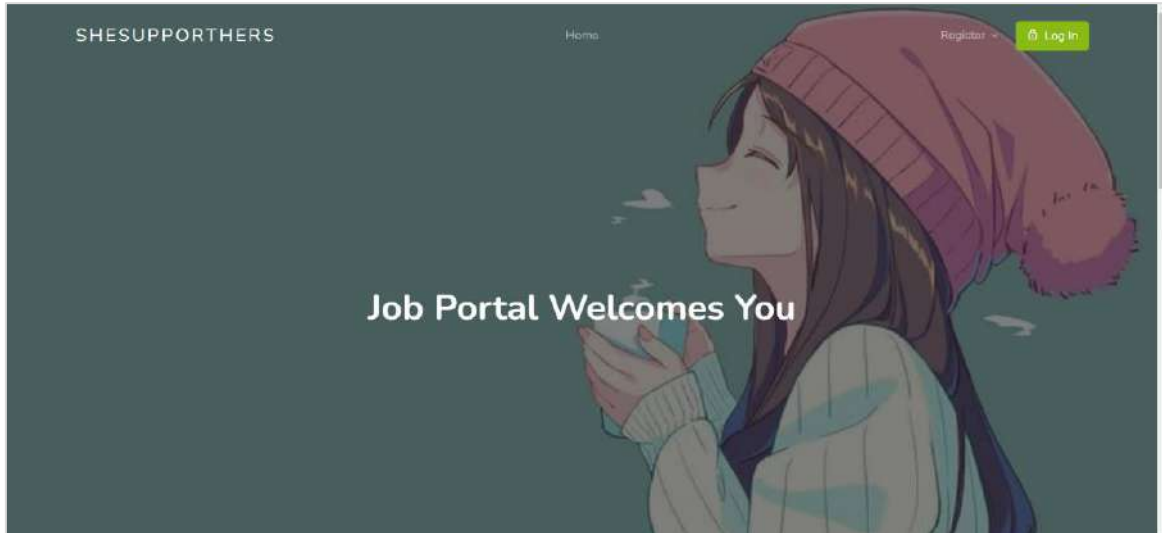 SHESUPPORTHERS
Home
Register
Log In
Job Portal Welcomes You